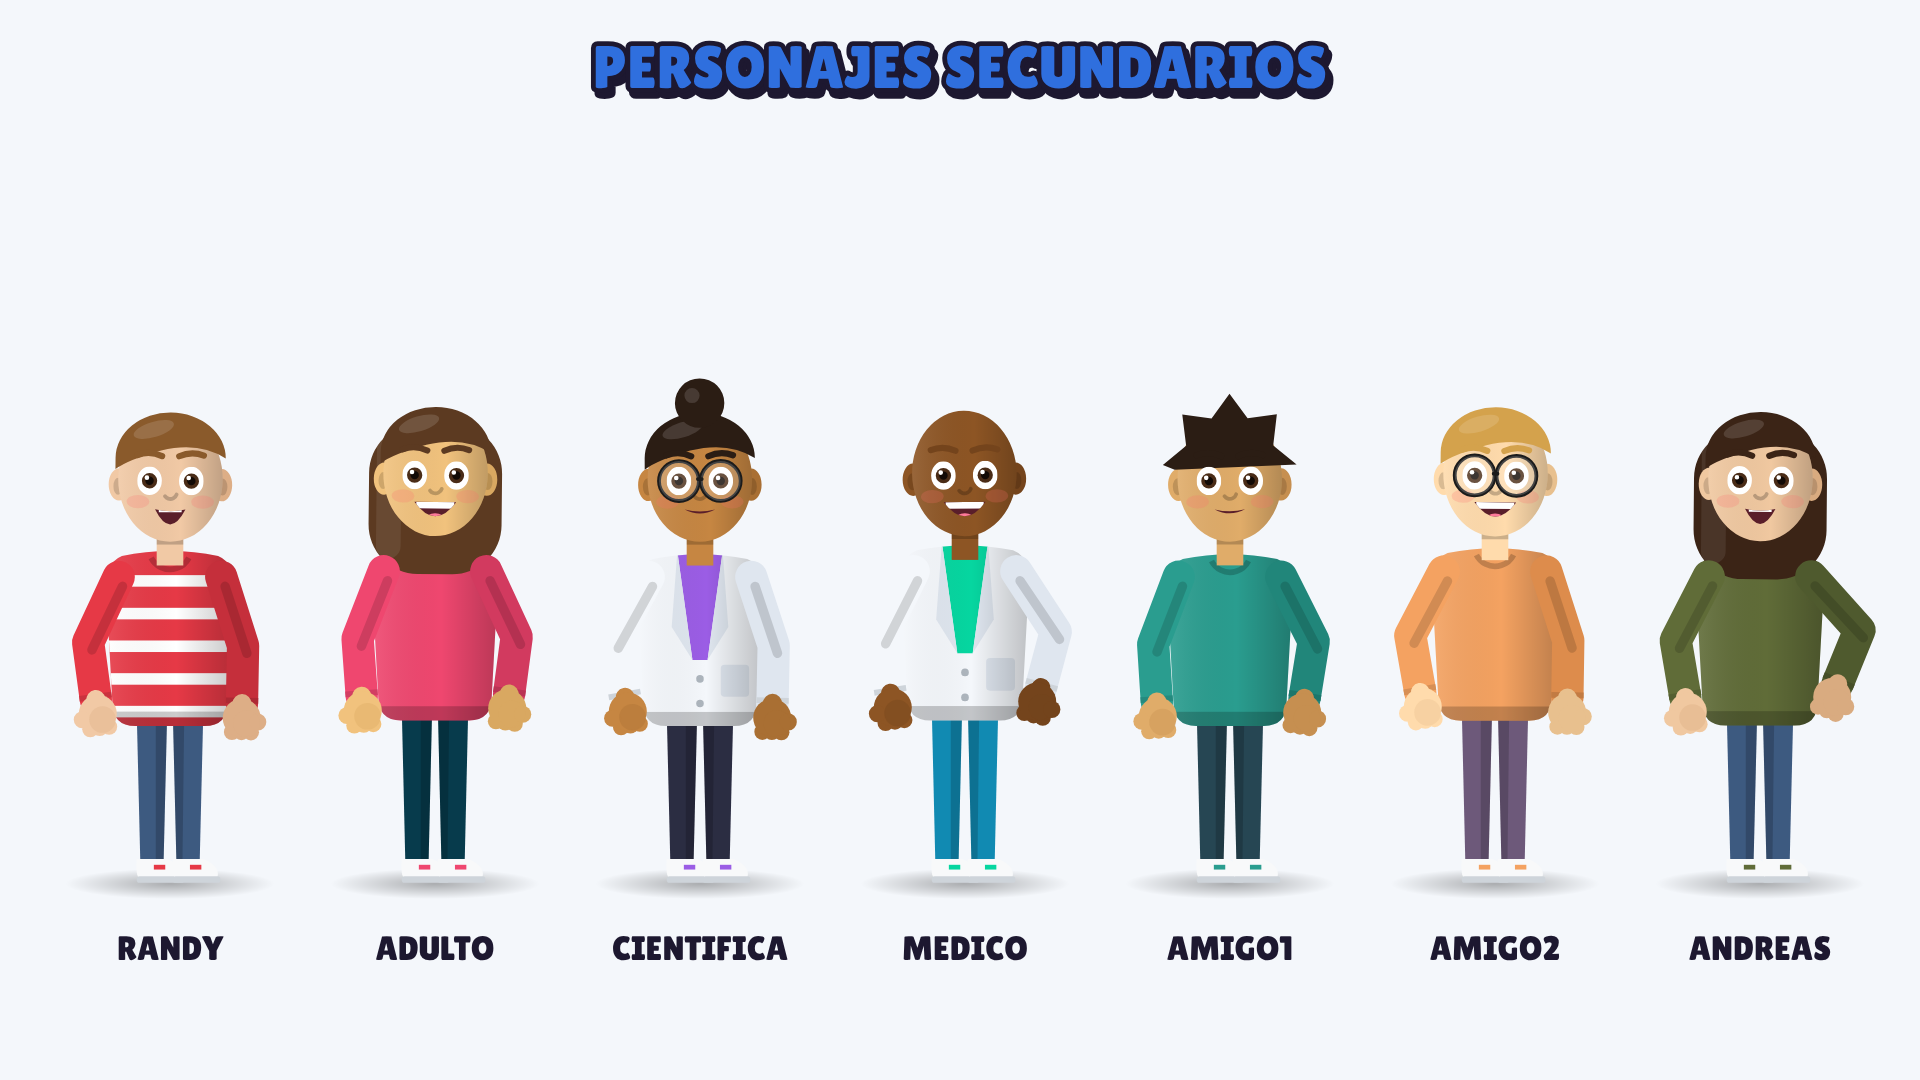 PERSONAJES SECUNDARIOS
RANDY
ADULTO
CIENTIFICA
MEDICO
AMIGO1
AMIGO2
ANDREAS